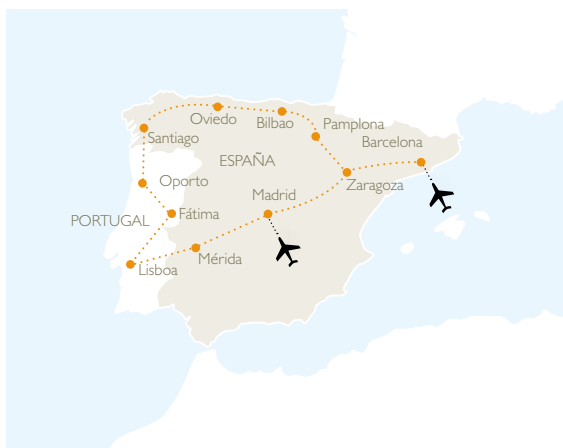 Oviedo
Bilbao
Pamplona
Santiago
Barcelona
ESPAÑA
Oporto
Zaragoza
Madrid
PORTUGAL
Fátima
Mérida
Lisboa